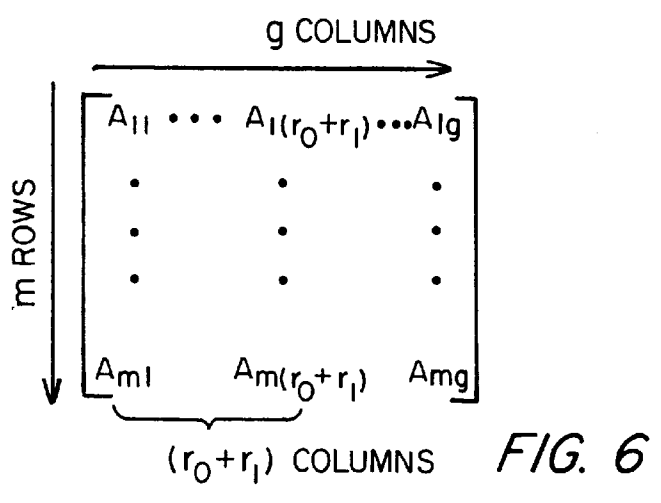 g COLUMNS
A11 ••• A1(r0+r1)•••A1g
m ROWS
Am1 Am(r0+r1) Amg
(r0+r1) COLUMNS
FIG. 6